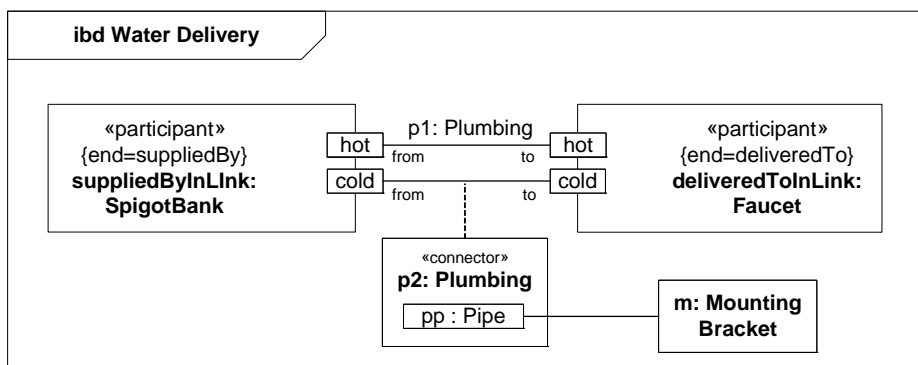 ibd Water Delivery
«participant»
{end=suppliedBy}
suppliedByInLInk:
SpigotBank
hot
cold
p1: Plumbing
from
to
from
to
hot
cold
«participant»
{end=deliveredTo}
deliveredToInLink:
Faucet
«connector»
p2: Plumbing
pp : Pipe
m: Mounting
Bracket